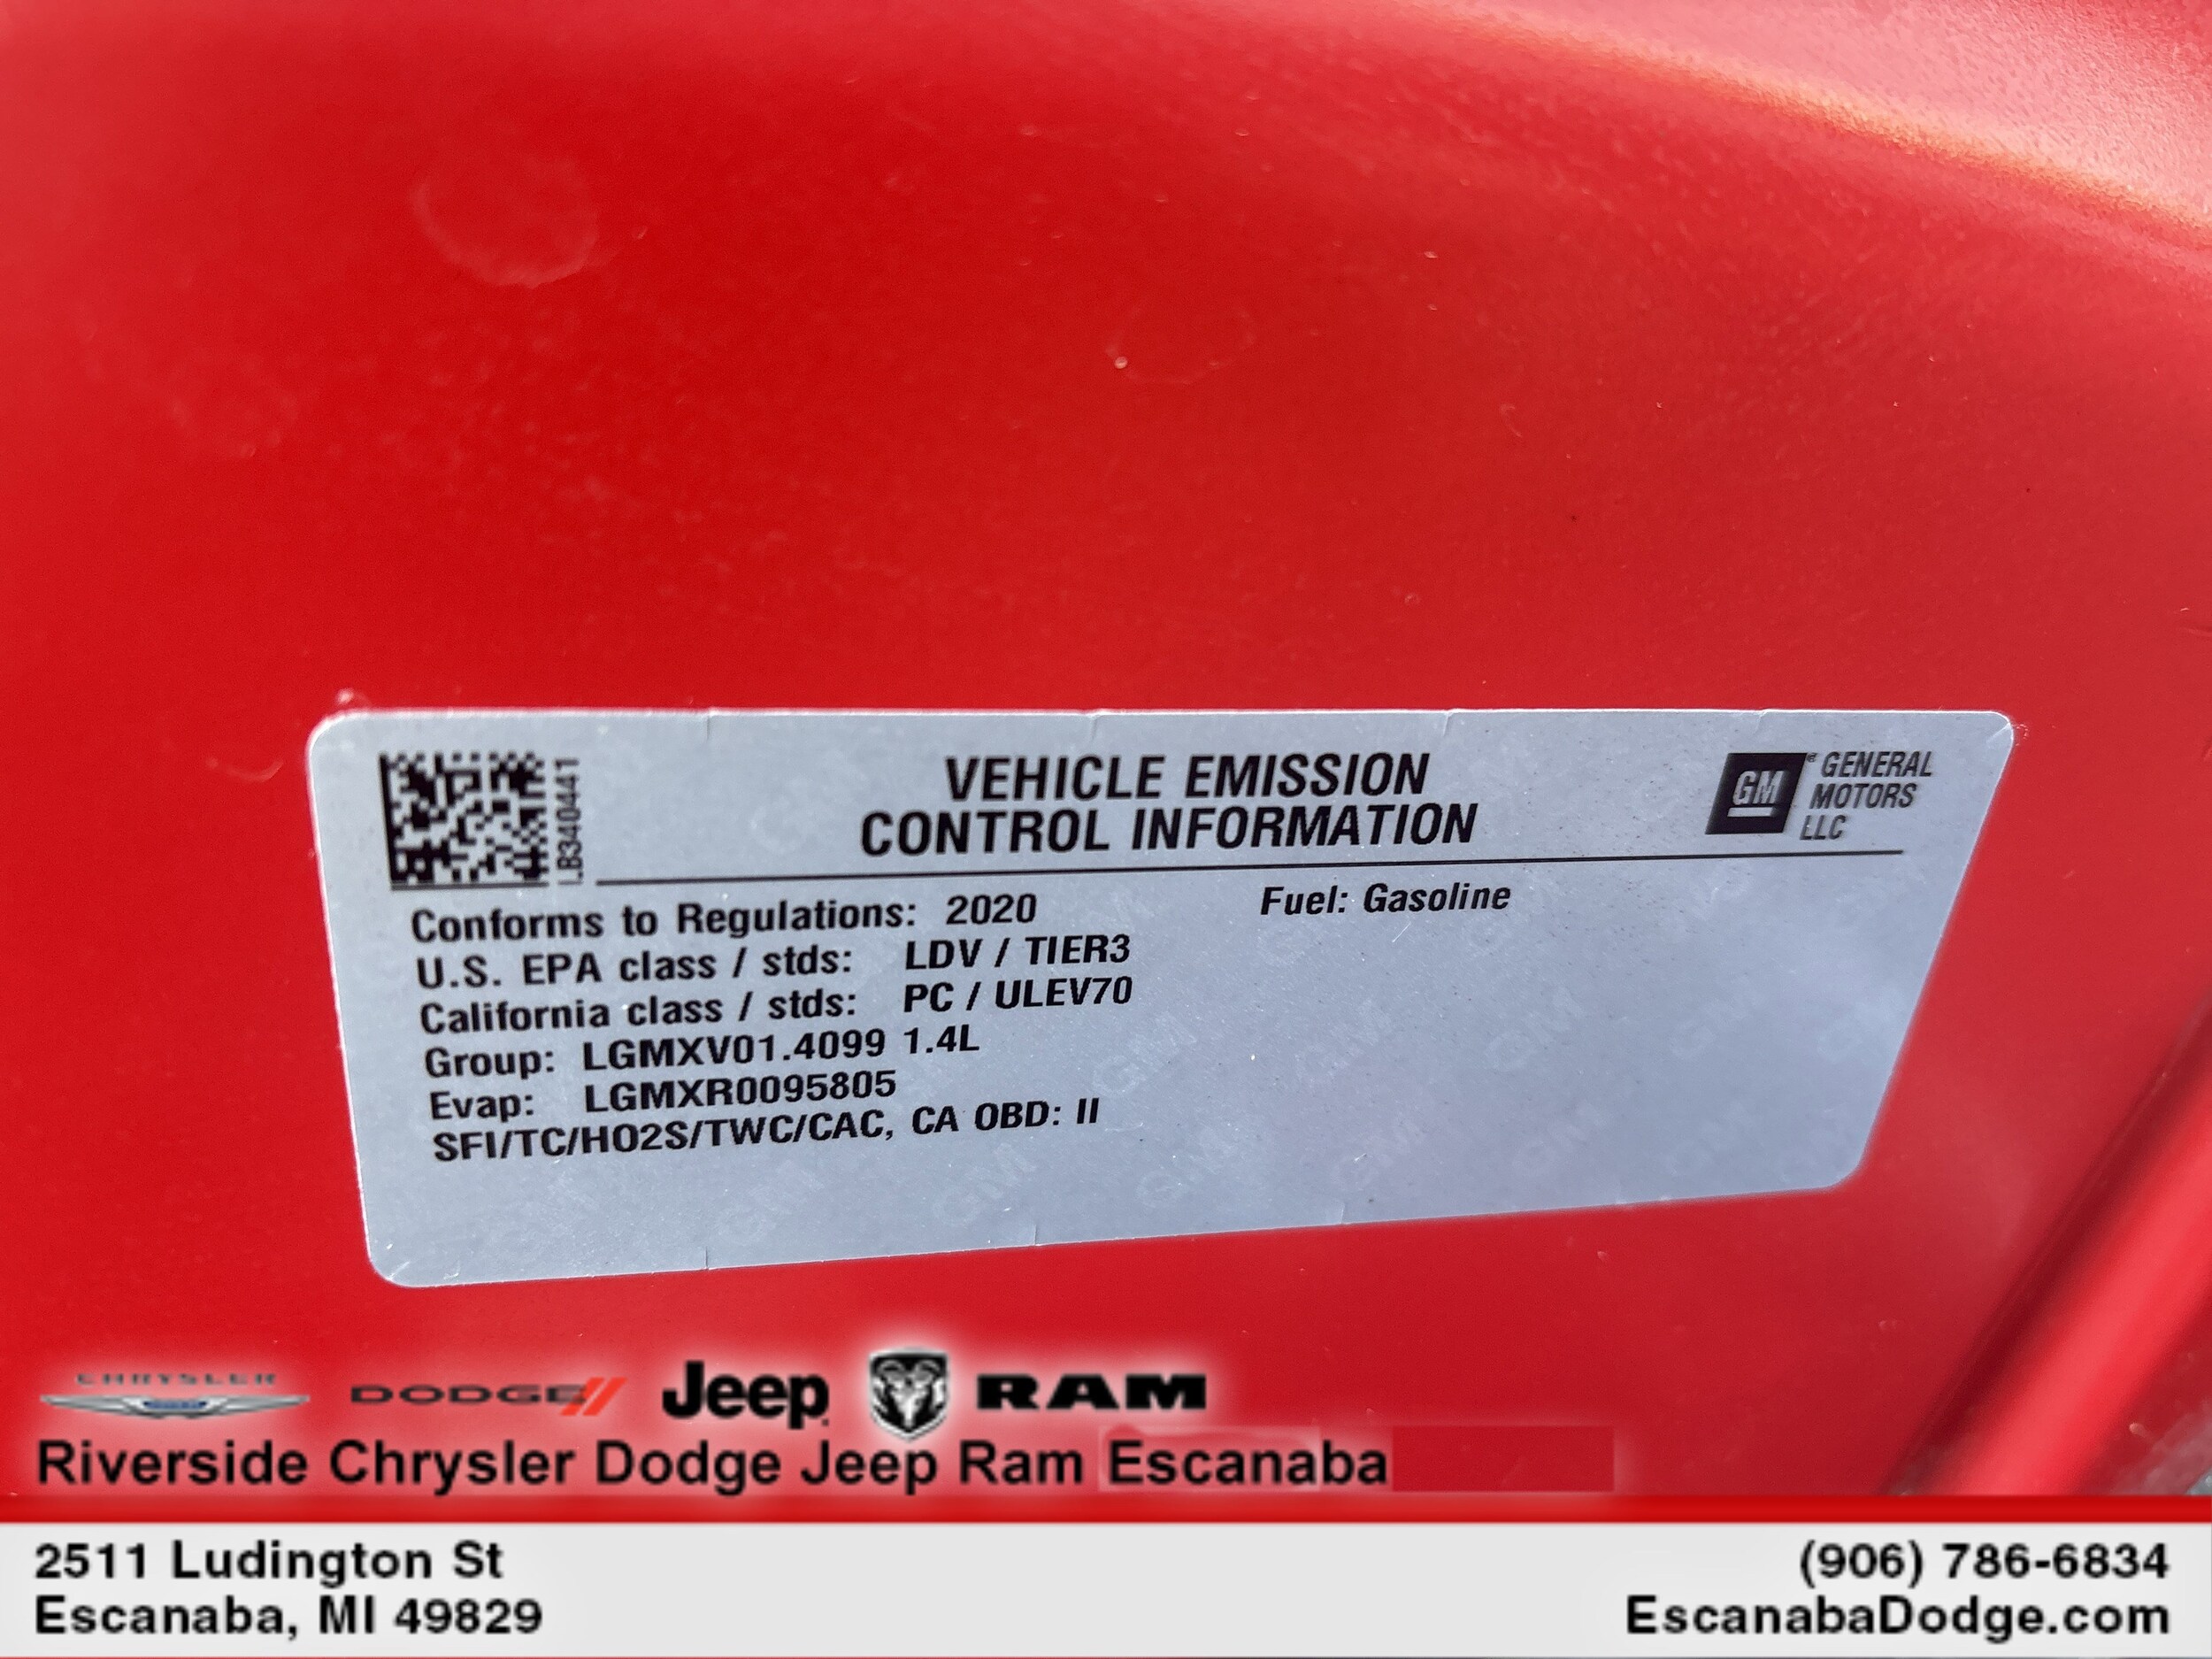 LB340441
VEHICLE EMISSION
CONTROL INFORMATION
GM
GENERAL
MOTORS
LLC
Conforms to Regulations: 2020
Fuel: Gasoline
U.S. EPA class / stds: LDV / TIER3
California class / stds: PC / ULEV70
Group: LGMXV01.4099 1.4L
Evap: LGMXR0095805
SFI/TC/HO2S/TWC/CAC, CA OBD: II
CHRYSLER DODGE Jeep RAM
Riverside Chrysler Dodge Jeep Ram Escanaba
2511 Ludington St
Escanaba, MI 49829
(906) 786-6834
EscanabaDodge.com